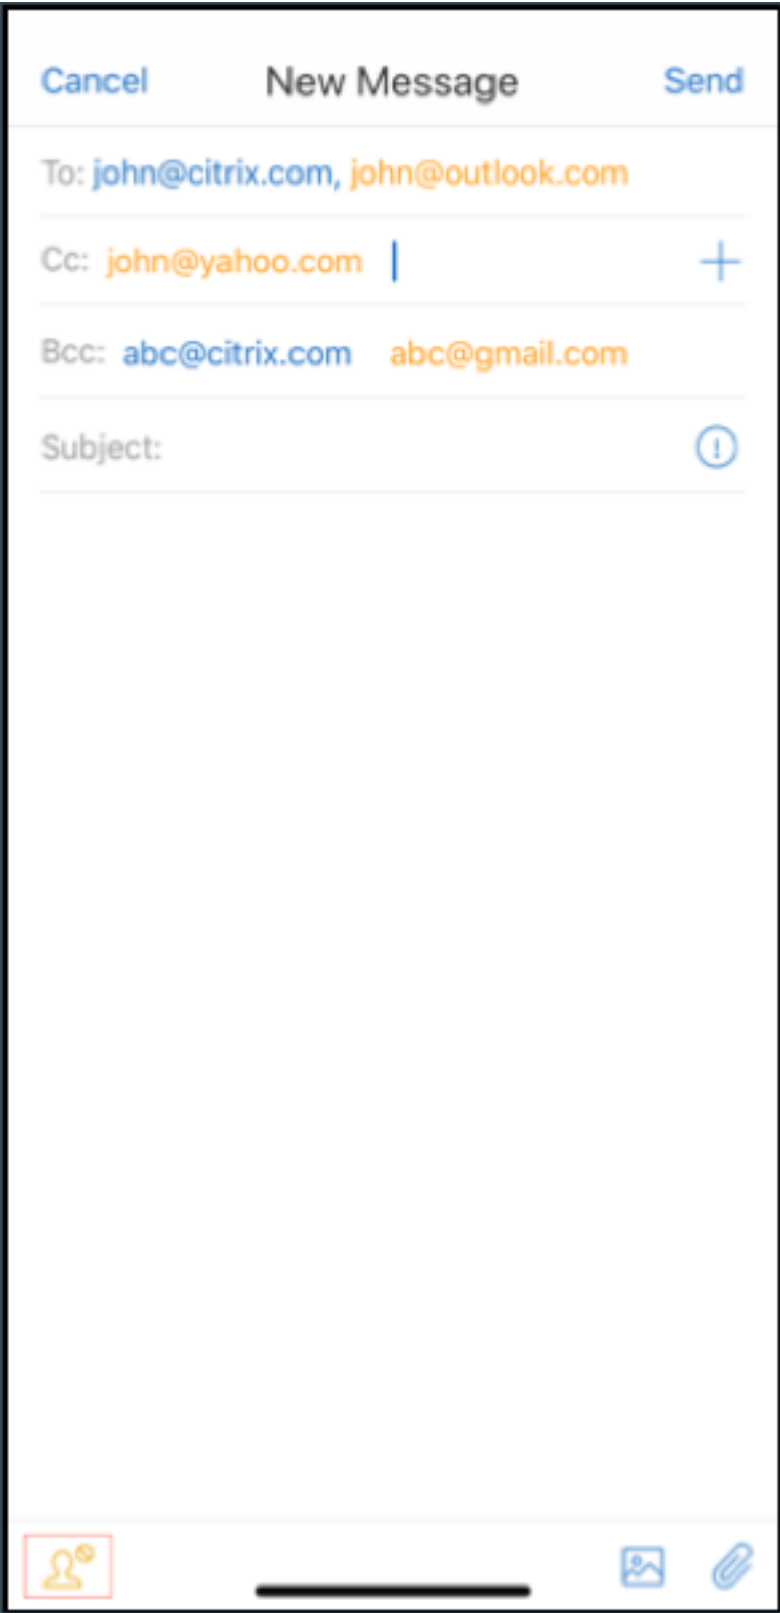 Cancel New Message Send
To: john@citrix.com, john@outlook.com
Cc: john@yahoo.com
Bcc: abc@citrix.com abc@gmail.com
Subject: